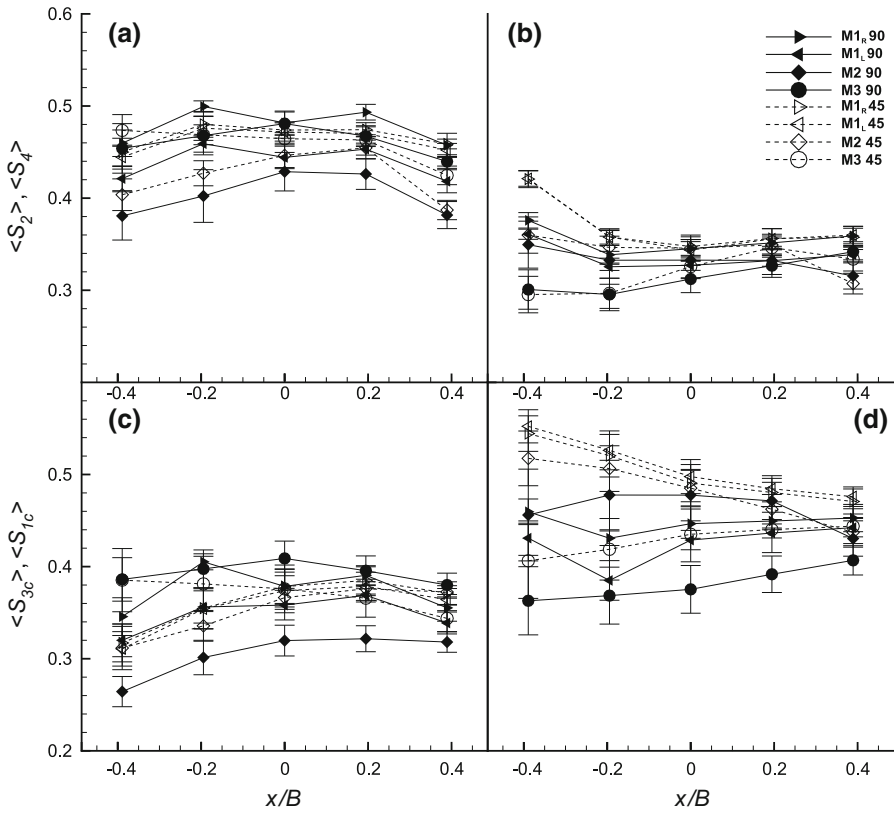 (a)
(b)
M1R 90
M1L 90
M2 90
M3 90
M1R 45
M1L 45
M2 45
M3 45
0.6
0.5
0.4
0.3
<S2>, <S4>
-0.4 -0.2 0 0.2 0.4
-0.4 -0.2 0 0.2 0.4
(c)
(d)
0.5
0.4
0.3
0.2
<S3c>, <S1c>
-0.4 -0.2 0 0.2 0.4
-0.4 -0.2 0 0.2 0.4
x/B
x/B